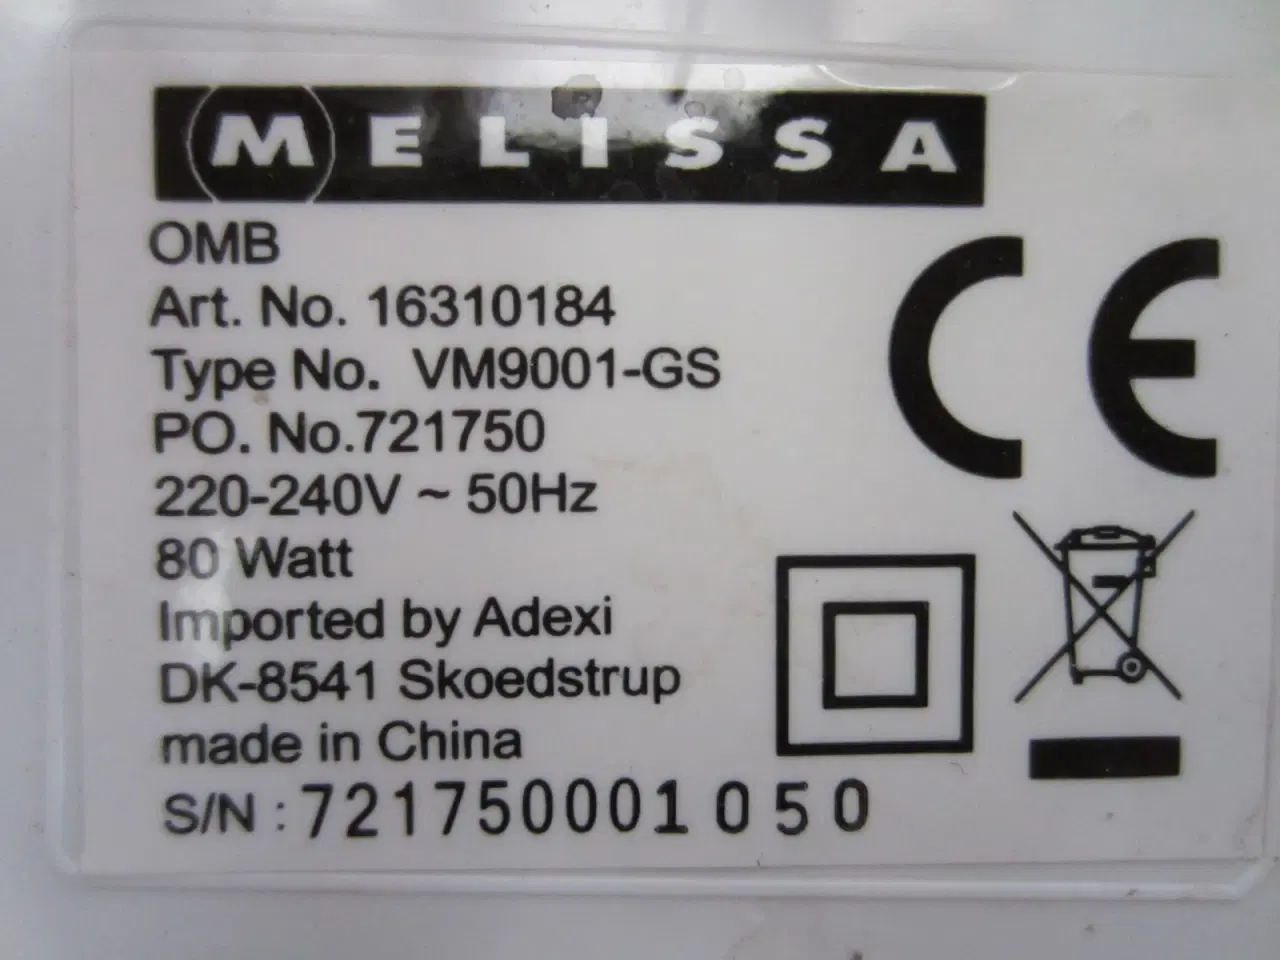 MELISSA
OMB
Art. No. 16310184
Type No. VM9001-GS
PO. No.721750
220-240V ~ 50Hz
80 Watt
Imported by Adexi
DK-8541 Skoedstrup
made in China
S/N : 721750001050
CE